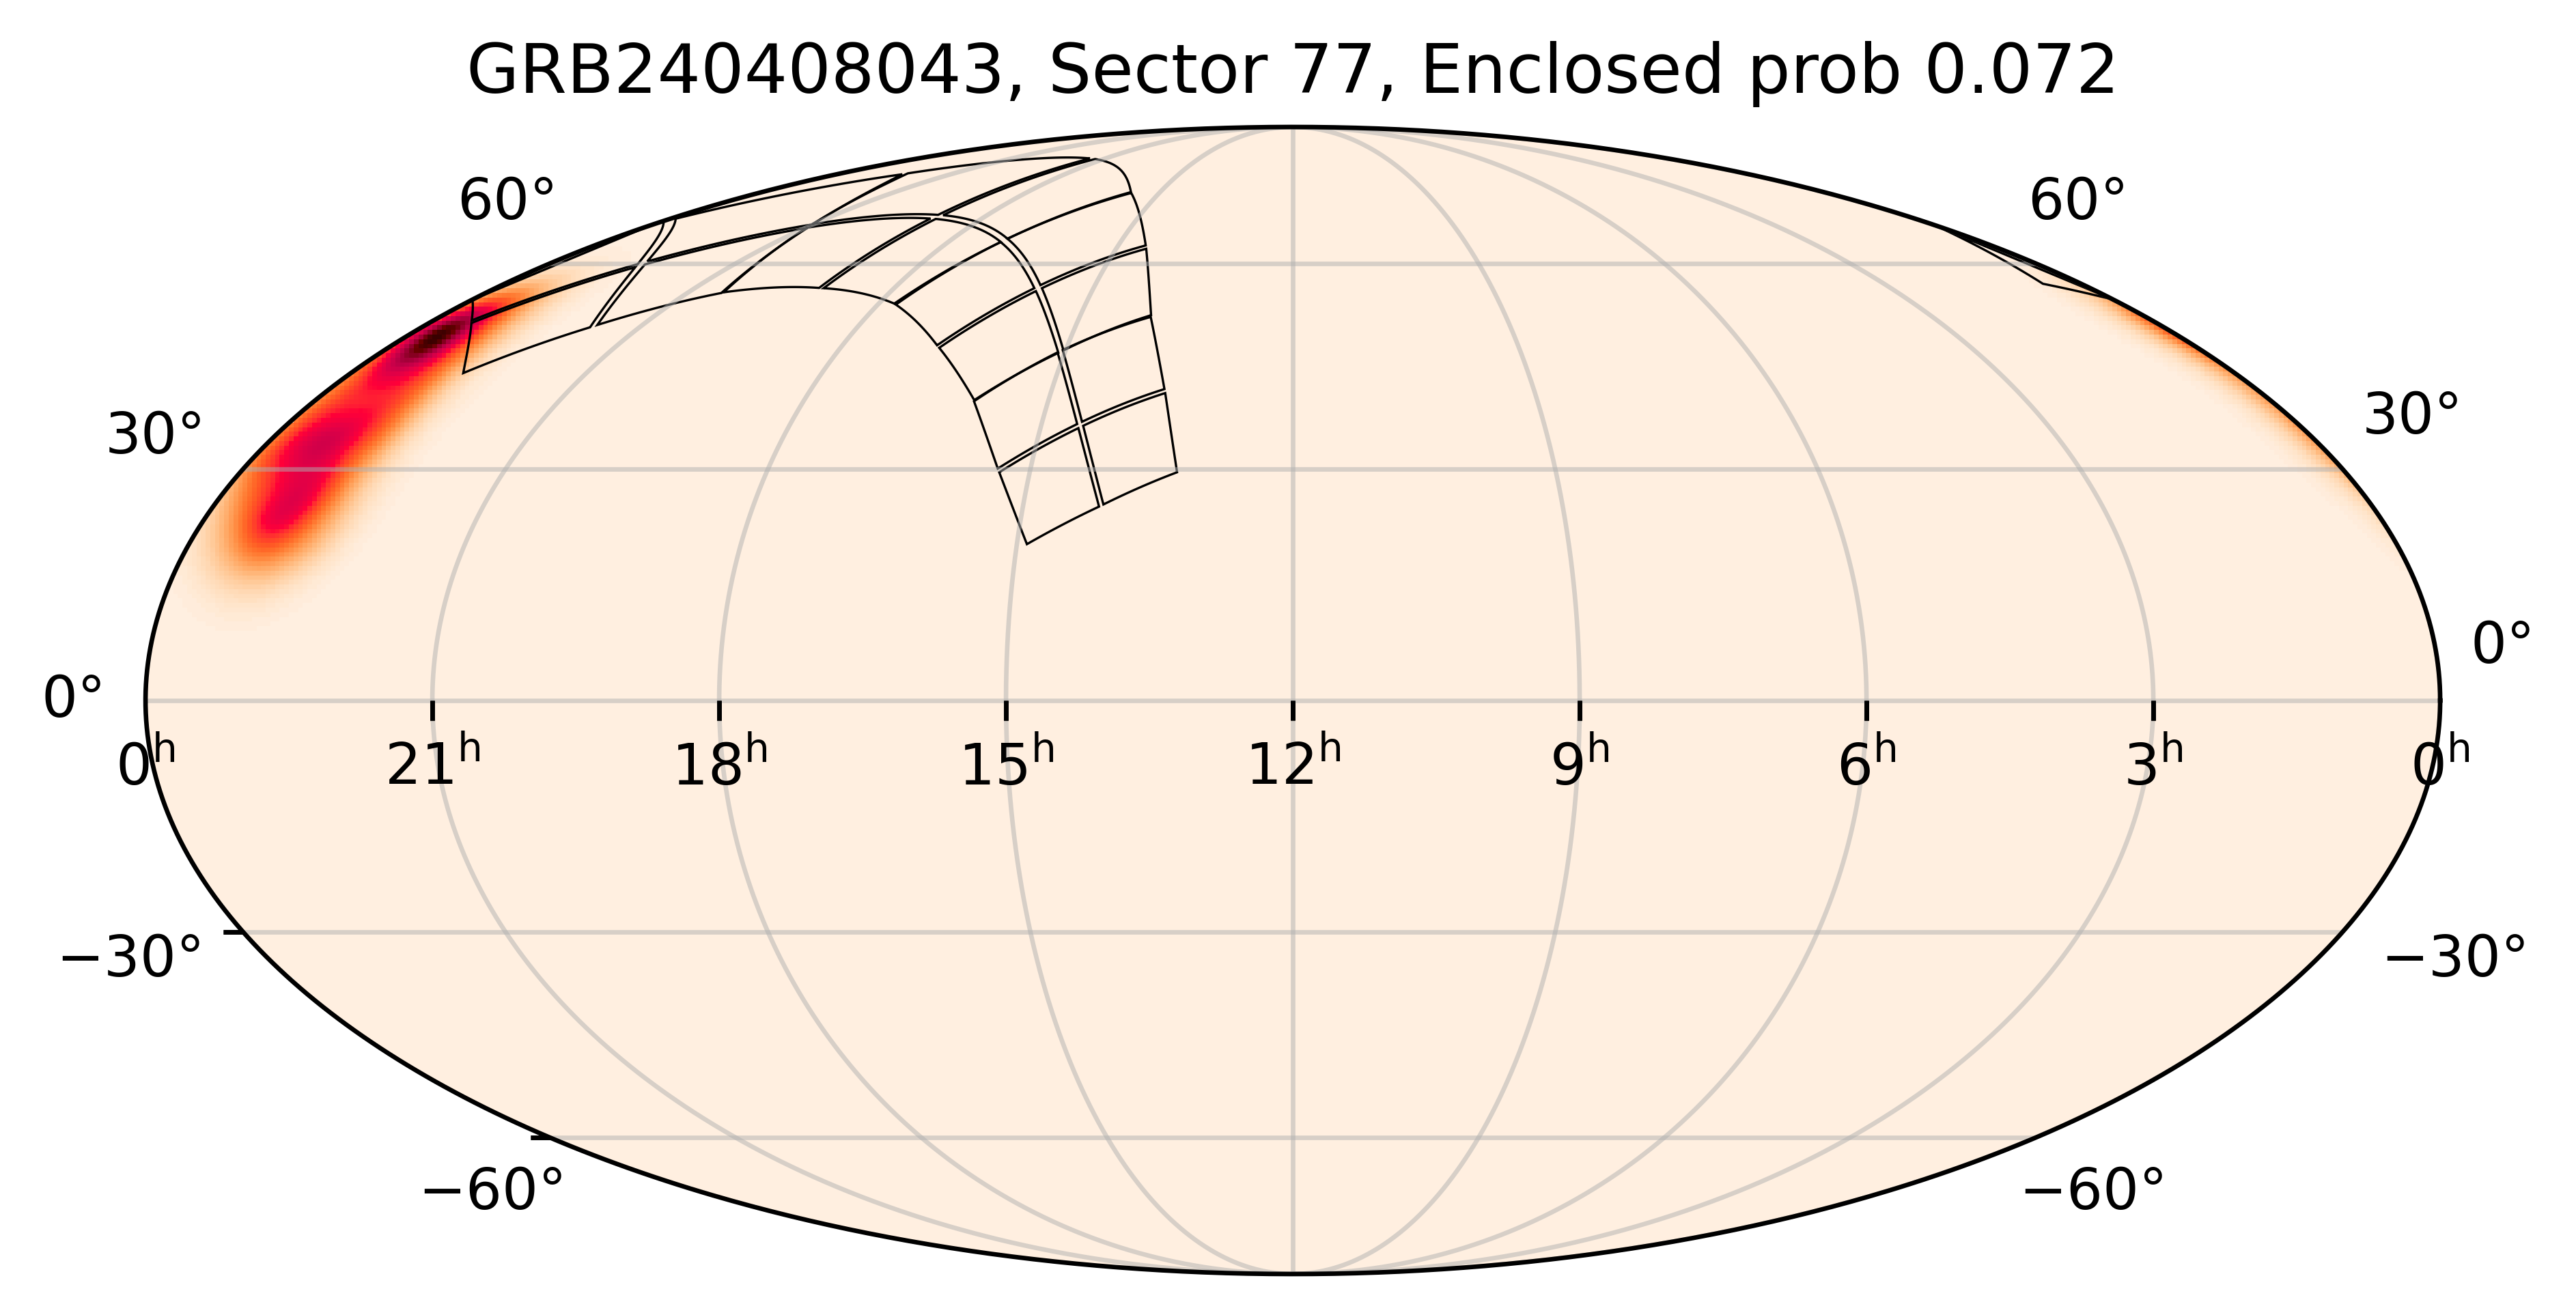 GRB240408043, Sector 77, Enclosed prob 0.072
60° 60°
30° 30°
0° 0°
0h 21h 18h 15h 12h 9h 6h 3h 0h
−30° −30°
−60° −60°